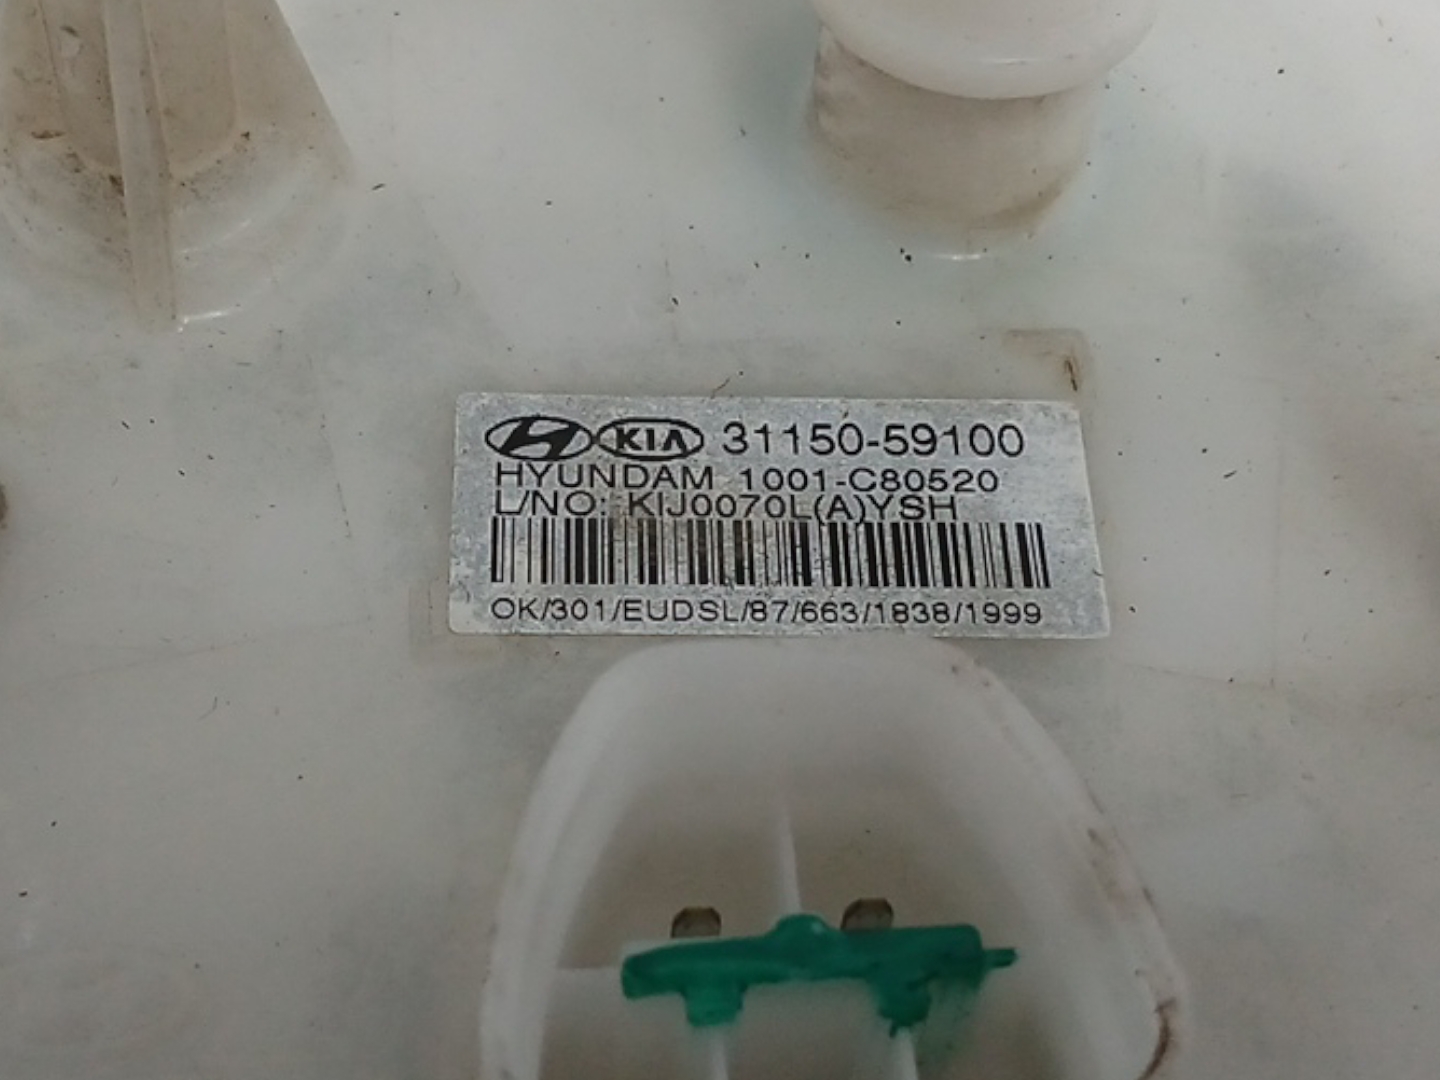 KIA 31150-59100
HYUNDAM 1001-C80520
L/NO: KIJ0070L(A)YSH
OK/301/EUDSL/87/663/1838/1999